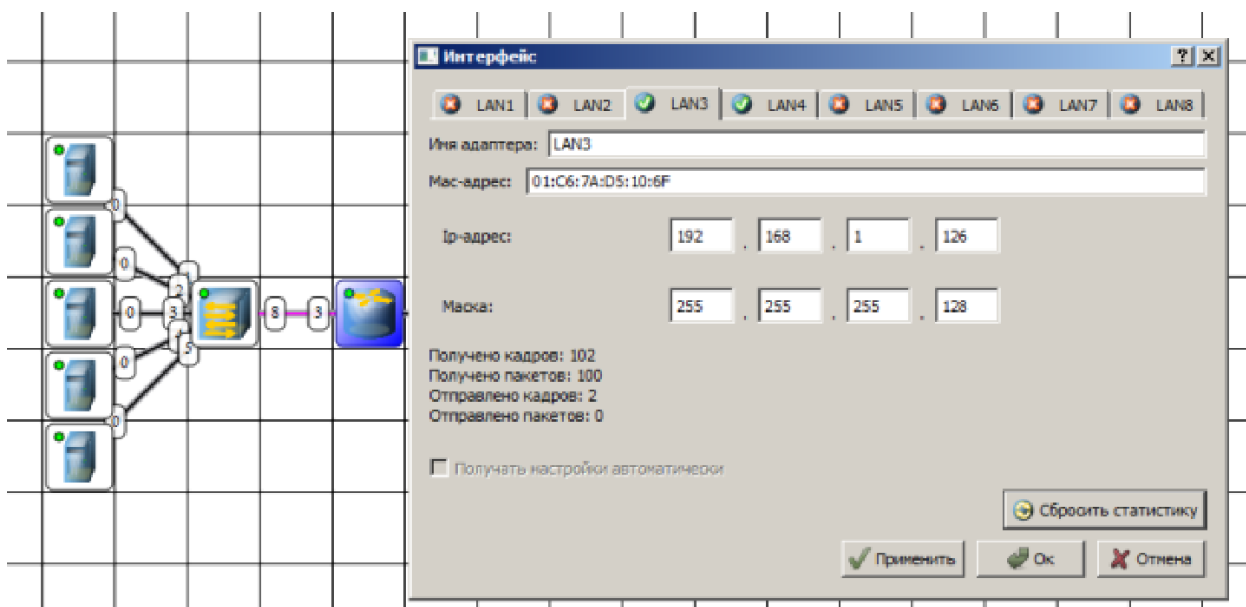 Интерфейс
LAN1 LAN2 LAN3 LAN4 LAN5 LAN6 LAN7 LAN8
Имя адаптера: LAN3
Mac-адрес: 01:C6:7A:D5:10:6F
Ip-адрес: 192 . 168 . 1 . 126
Маска: 255 . 255 . 255 . 128
Получено кадров: 102
Получено пакетов: 100
Отправлено кадров: 2
Отправлено пакетов: 0
Получать настройки автоматически
Сбросить статистику
Применить Ок Отмена
0
0 2
0 3 8 3
0
5
0